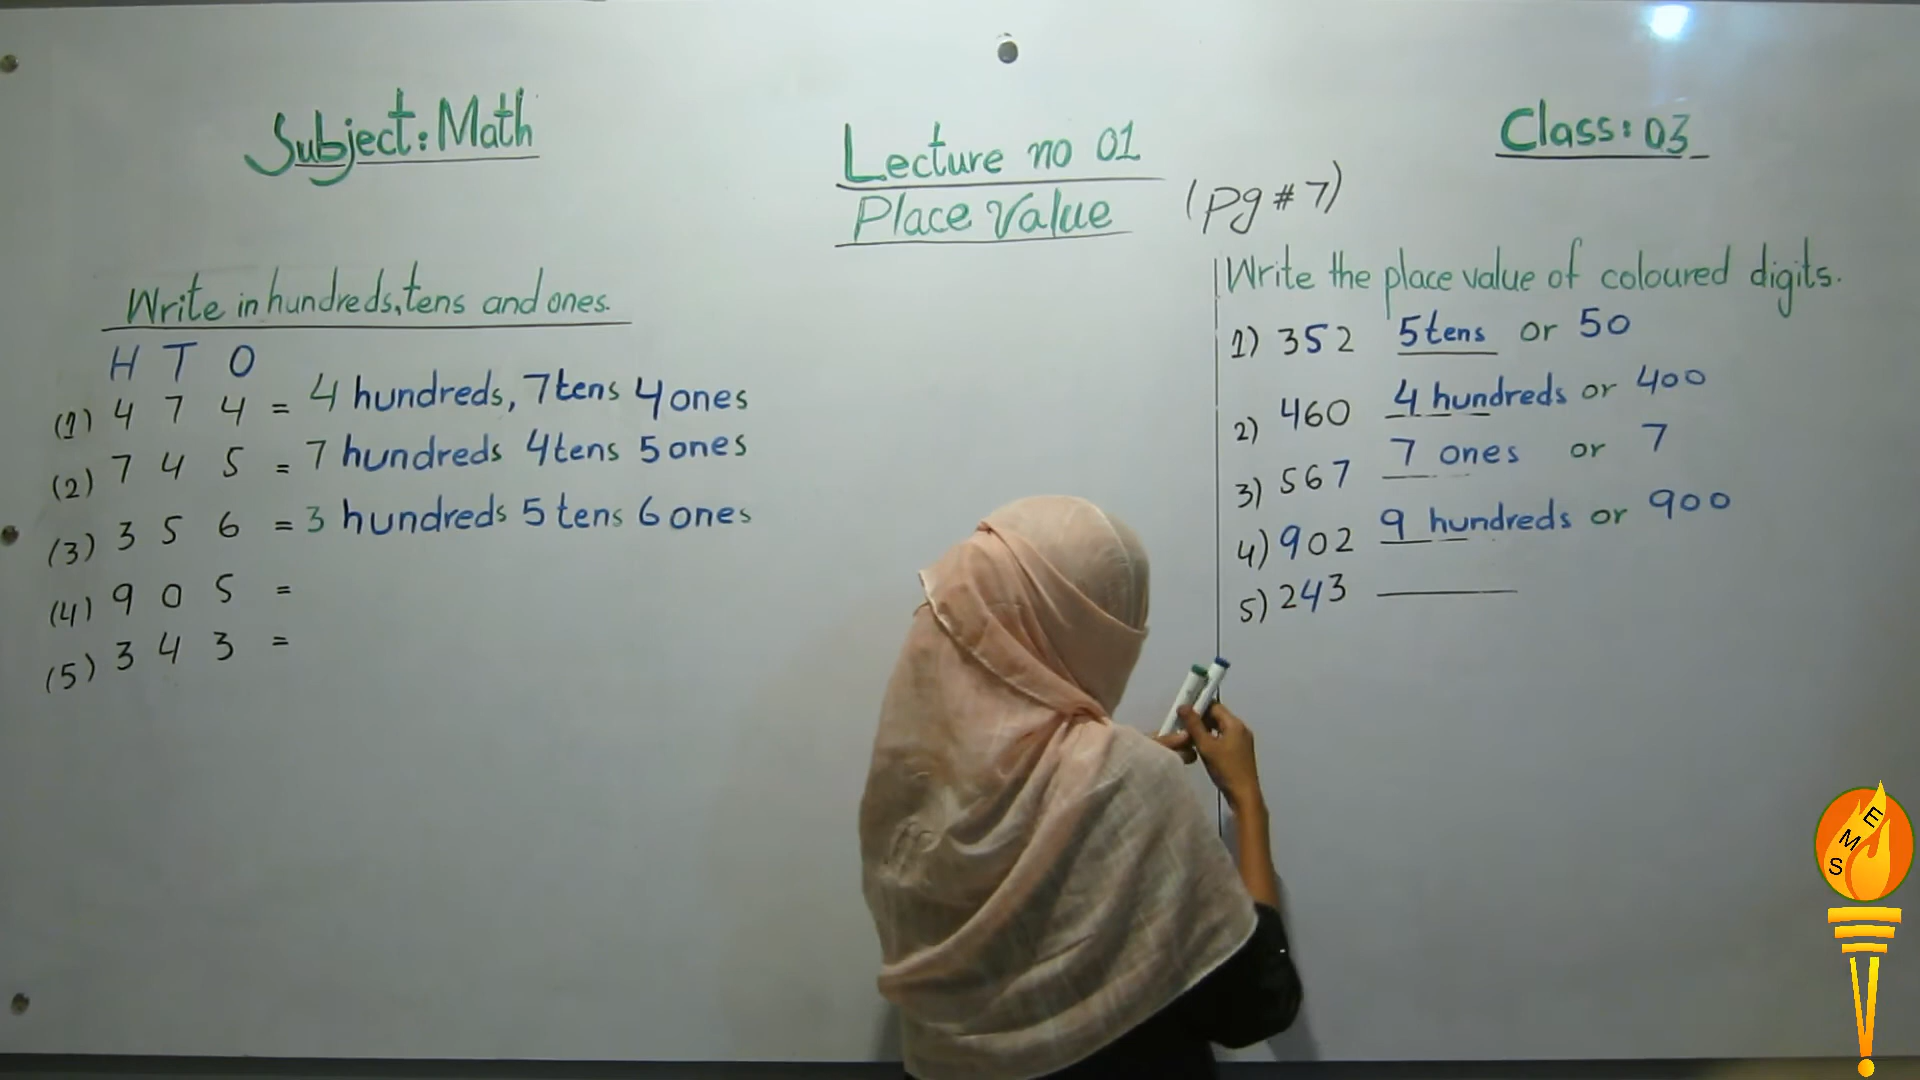 Subject: Math
Lecture no 01
Place Value
(pg # 7)
Class: 03
Write in hundreds, tens and ones.
H T O
(1) 4 7 4 = 4 hundreds, 7 tens 4 ones
(2) 7 4 5 = 7 hundreds 4 tens 5 ones
(3) 3 5 6 = 3 hundreds 5 tens 6 ones
(4) 9 0 5 =
(5) 3 4 3 =
Write the place value of coloured digits.
1) 352 5 tens or 50
2) 460 4 hundreds or 400
3) 567 7 ones or 7
4) 902 9 hundreds or 900
5) 243
S M E